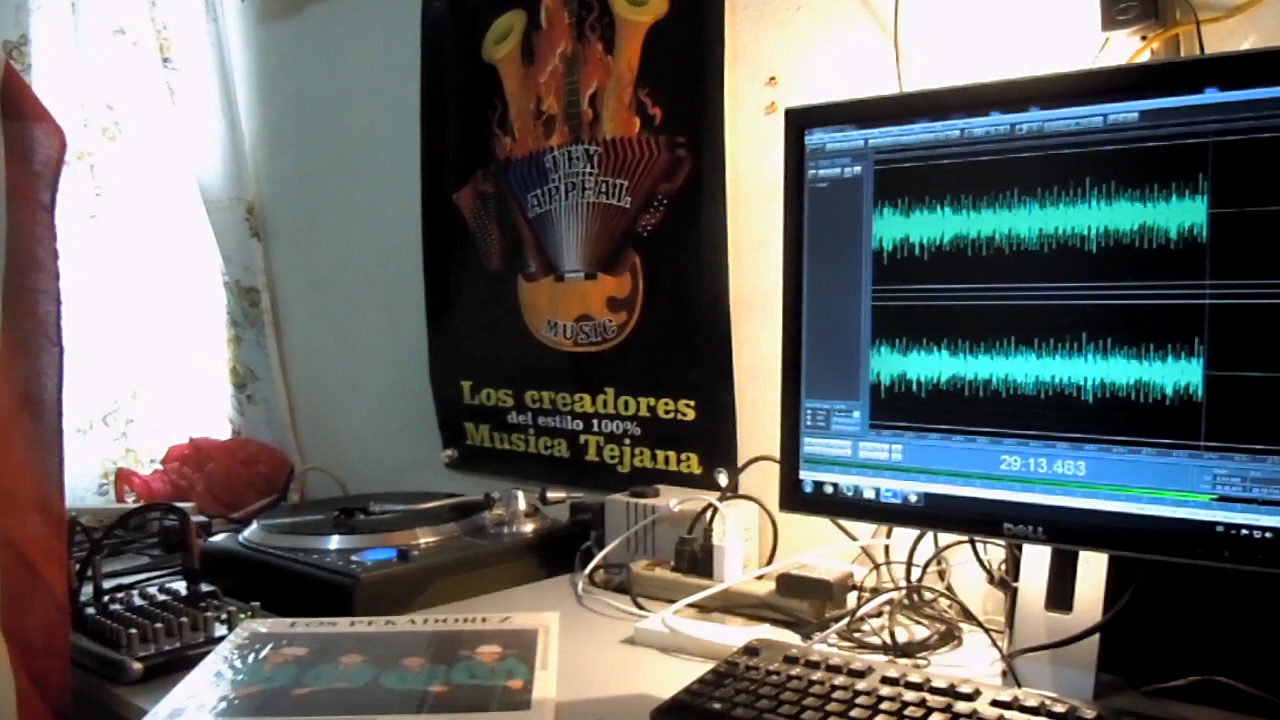 TEX
APPEAL
MUSIC
Los creadores
del estilo 100%
Musica Tejana
29:13.483
DELL
LOS PEKADOREZ